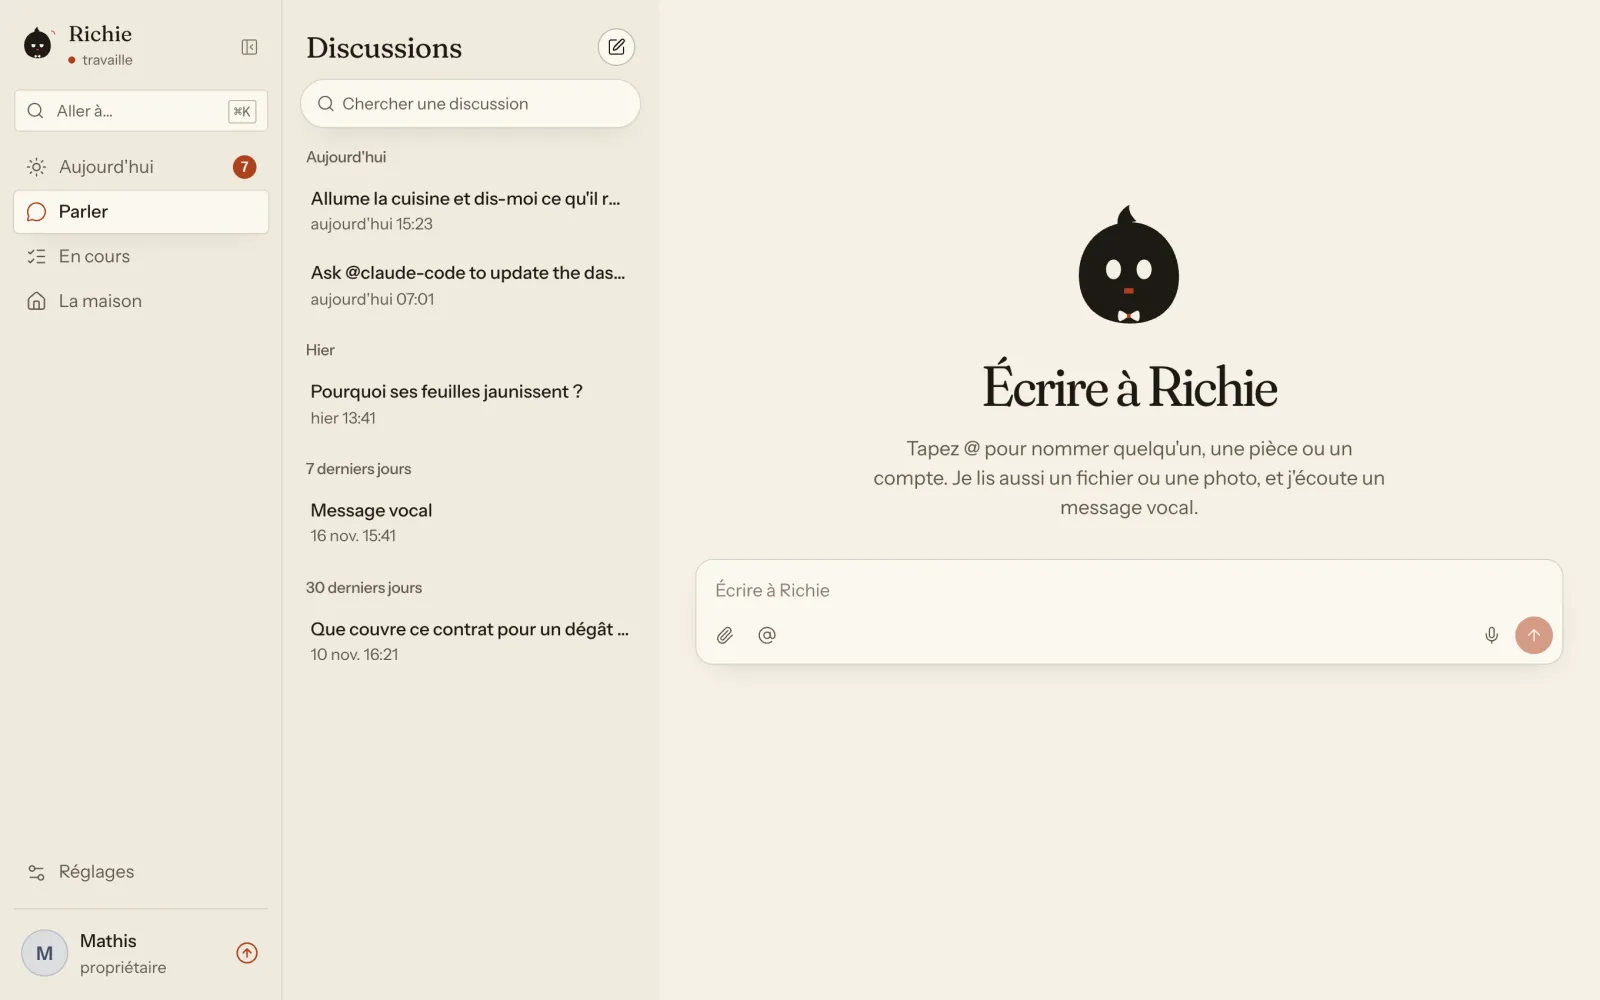 Richie
travaille
Aller à...
⌘K
Aujourd'hui
7
Parler
En cours
La maison
Réglages
M
Mathis
propriétaire
Discussions
Chercher une discussion
Aujourd'hui
Allume la cuisine et dis-moi ce qu'il r...
aujourd'hui 15:23
Ask @claude-code to update the das...
aujourd'hui 07:01
Hier
Pourquoi ses feuilles jaunissent ?
hier 13:41
7 derniers jours
Message vocal
16 nov. 15:41
30 derniers jours
Que couvre ce contrat pour un dégât ...
10 nov. 16:21
Écrire à Richie
Tapez @ pour nommer quelqu'un, une pièce ou un
compte. Je lis aussi un fichier ou une photo, et j'écoute un
message vocal.
Écrire à Richie